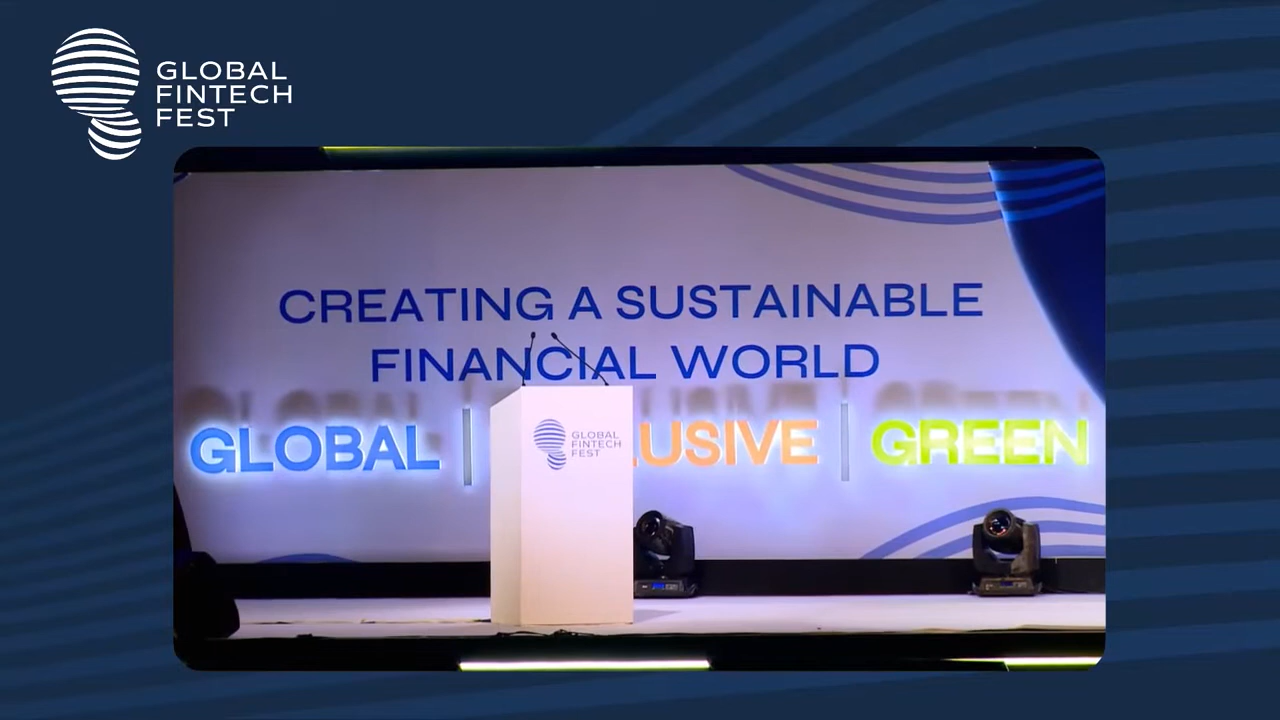 GLOBAL
FINTECH
FEST
CREATING A SUSTAINABLE
FINANCIAL WORLD
GLOBAL | LUSIVE | GREEN
GLOBAL
FINTECH
FEST